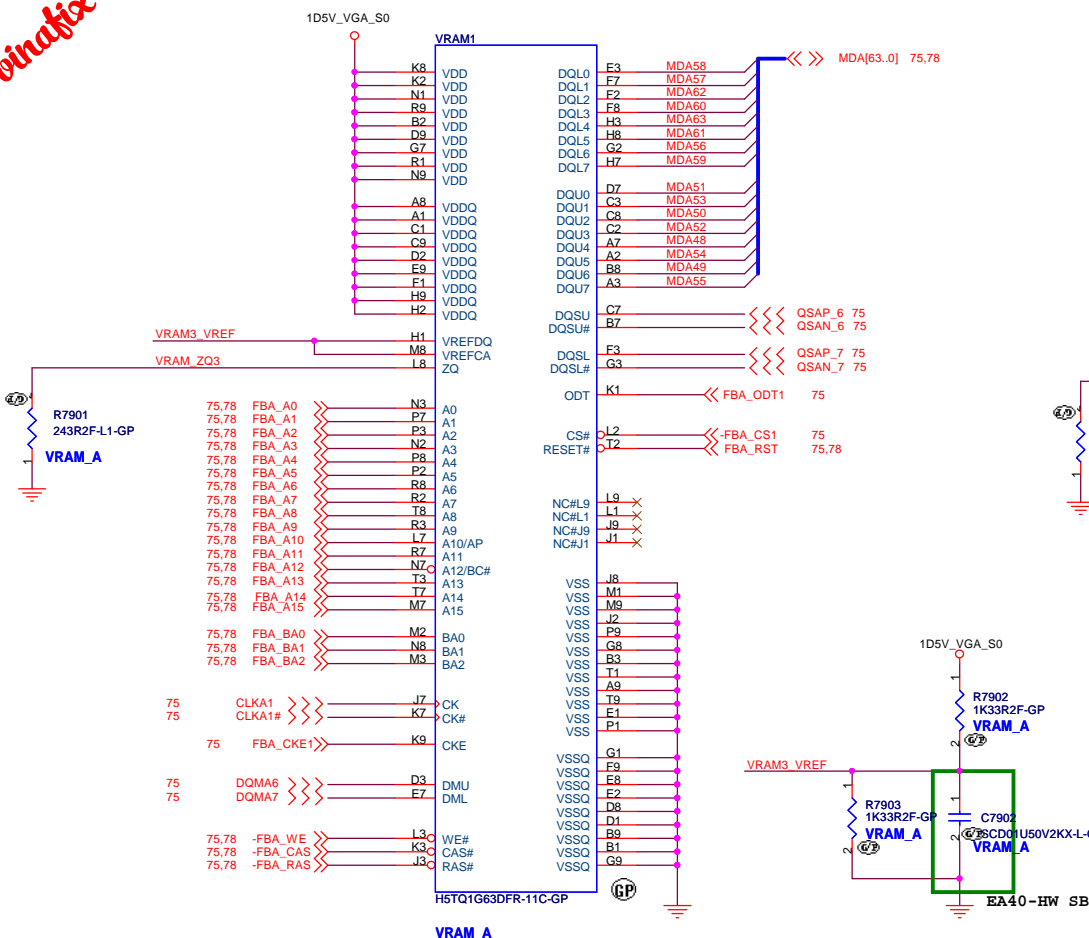 1D5V_VGA_S0
VRAM1
K8 VDD
K2 VDD
N1 VDD
R9 VDD
B2 VDD
D9 VDD
G7 VDD
R1 VDD
N9 VDD
A8 VDDQ
A1 VDDQ
C1 VDDQ
C9 VDDQ
D2 VDDQ
E9 VDDQ
F1 VDDQ
H9 VDDQ
H2 VDDQ
VRAM3_VREF H1 VREFDQ
M8 VREFCA
VRAM_ZQ3 L8 ZQ
R7901
243R2F-L1-GP
VRAM_A
1
75,78 FBA_A0 N3 A0
75,78 FBA_A1 P7 A1
75,78 FBA_A2 P3 A2
75,78 FBA_A3 N2 A3
75,78 FBA_A4 P8 A4
75,78 FBA_A5 P2 A5
75,78 FBA_A6 R8 A6
75,78 FBA_A7 R2 A7
75,78 FBA_A8 T8 A8
75,78 FBA_A9 R3 A9
75,78 FBA_A10 L7 A10/AP
75,78 FBA_A11 R7 A11
75,78 FBA_A12 N7 A12/BC#
75,78 FBA_A13 T3 A13
75,78 FBA_A14 T7 A14
75,78 FBA_A15 M7 A15
75,78 FBA_BA0 M2 BA0
75,78 FBA_BA1 N8 BA1
75,78 FBA_BA2 M3 BA2
75 CLKA1 J7 CK
75 CLKA1# K7 CK#
75 FBA_CKE1 K9 CKE
75 DQMA6 D3 DMU
75 DQMA7 E7 DML
75,78 -FBA_WE L3 WE#
75,78 -FBA_CAS K3 CAS#
75,78 -FBA_RAS J3 RAS#
DQL0 E3 MDA58
DQL1 F7 MDA57
DQL2 F2 MDA62
DQL3 F8 MDA60
DQL4 H3 MDA63
DQL5 H8 MDA61
DQL6 G2 MDA56
DQL7 H7 MDA59
MDA[63..0] 75,78
DQU0 D7 MDA51
DQU1 C3 MDA53
DQU2 C8 MDA50
DQU3 C2 MDA52
DQU4 A7 MDA48
DQU5 A2 MDA54
DQU6 B8 MDA49
DQU7 A3 MDA55
DQSU C7 QSAP_6 75
DQSU# B7 QSAN_6 75
DQSL F3 QSAP_7 75
DQSL# G3 QSAN_7 75
ODT K1 FBA_ODT1 75
CS# L2 -FBA_CS1 75
RESET# T2 FBA_RST 75,78
NC#L9 L9
NC#L1 L1
NC#J9 J9
NC#J1 J1
VSS J8
VSS M1
VSS M9
VSS J2
VSS P9
VSS G8
VSS B3
VSS T1
VSS A9
VSS T9
VSS E1
VSS P1
VSSQ G1
VSSQ F9
VSSQ E8
VSSQ E2
VSSQ D8
VSSQ D1
VSSQ B9
VSSQ B1
VSSQ G9
H5TQ1G63DFR-11C-GP
GP
VRAM_A
1
1D5V_VGA_S0
1
R7902
1K33R2F-GP
VRAM_A
2
VRAM3_VREF
1
R7903
1K33R2F-GP
VRAM_A
2
1
C7902
VRAM_A
2
EA40-HW SB